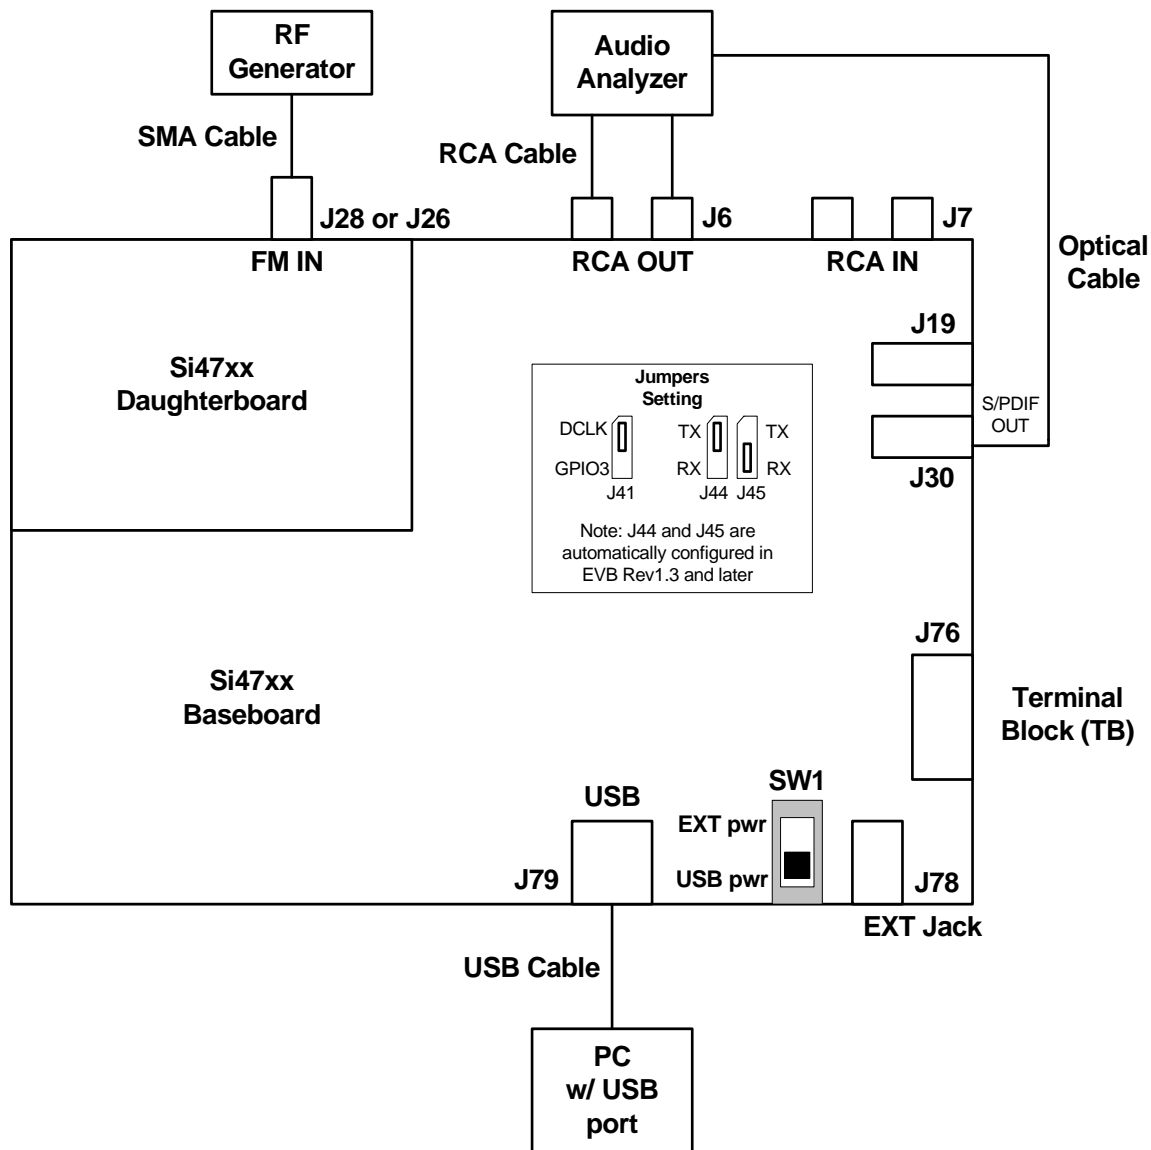 RF
Generator
Audio
Analyzer
SMA Cable
RCA Cable
J28 or J26
J6
J7
FM IN
RCA OUT
RCA IN
Optical
Cable
J19
Si47xx
Daughterboard
Jumpers
Setting
DCLK
TX
TX
GPIO3
RX
RX
J41
J44
J45
Note: J44 and J45 are
automatically configured in
EVB Rev1.3 and later
S/PDIF
OUT
J30
J76
Si47xx
Baseboard
Terminal
Block (TB)
SW1
USB
EXT pwr
USB pwr
J79
J78
EXT Jack
USB Cable
PC
w/ USB
port